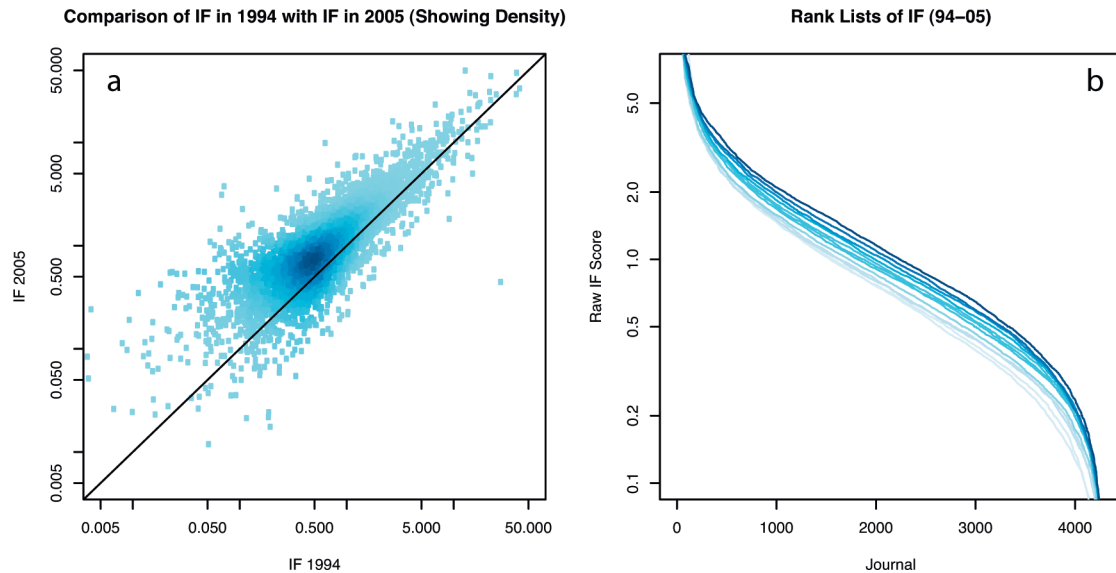 Comparison of IF in 1994 with IF in 2005 (Showing Density)
a
IF 2005
50.000
5.000
0.500
0.050
0.005
0.005 0.050 0.500 5.000 50.000
IF 1994
Rank Lists of IF (94–05)
b
Raw IF Score
5.0
2.0
1.0
0.5
0.2
0.1
0 1000 2000 3000 4000
Journal